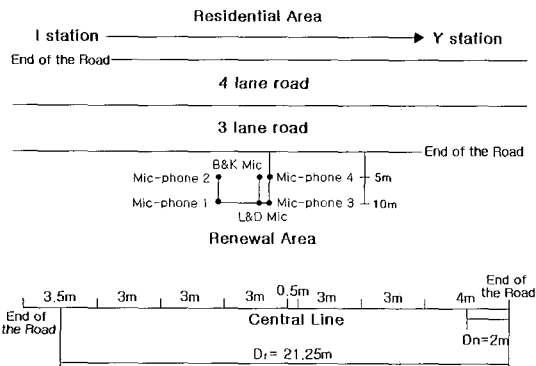 Residential Area
I station
Y station
End of the Road
4 lane road
3 lane road
End of the Road
B&K Mic
Mic-phone 2
Mic-phone 4
5m
Mic-phone 1
Mic-phone 3
10m
L&D Mic
Renewal Area
3.5m 3m 3m 3m 0.5m 3m 3m 4m
End of the Road
End of the Road
Central Line
Dn=2m
Df = 21.25m